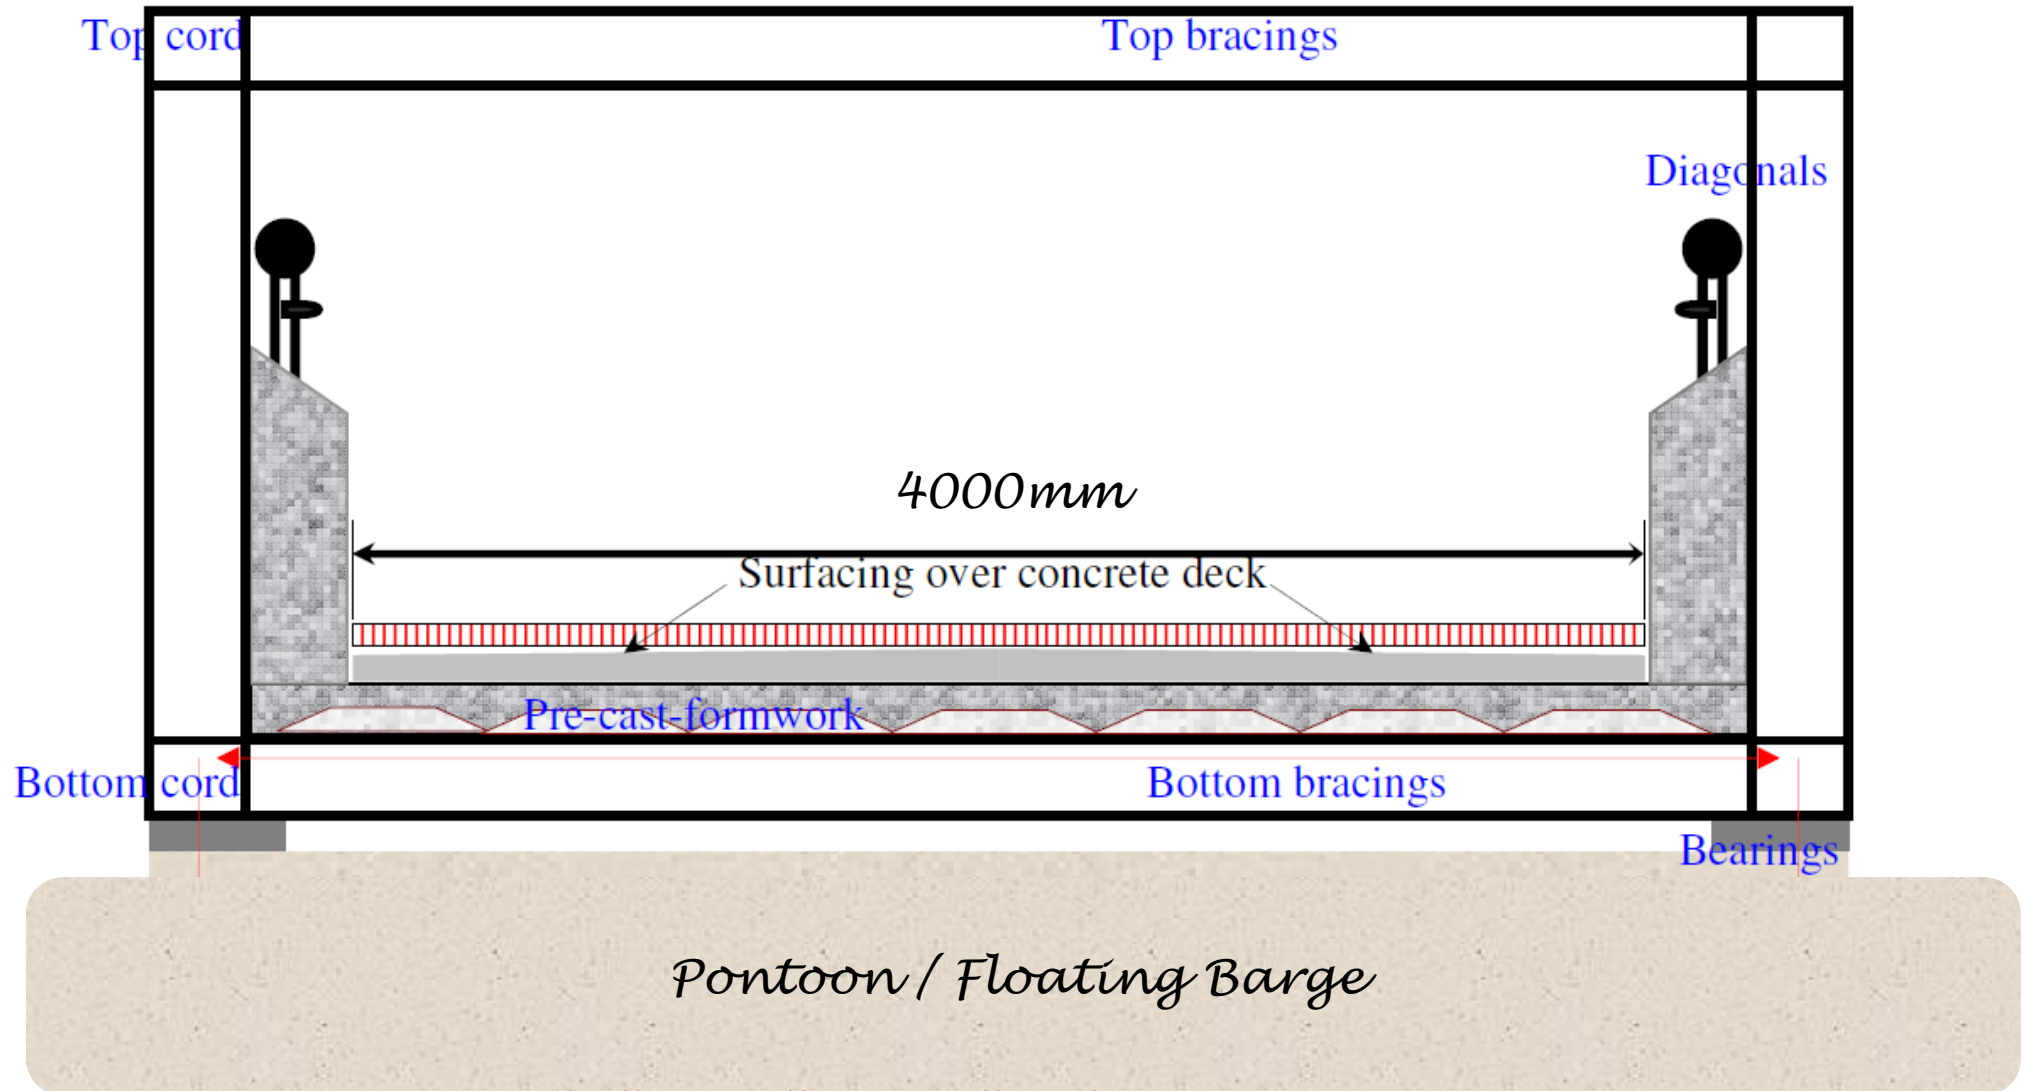 Top cord
Top bracings
Diagonals
4000mm
Surfacing over concrete deck
Pre-cast-formwork
Bottom cord
Bottom bracings
Bearings
Pontoon / Floating Barge